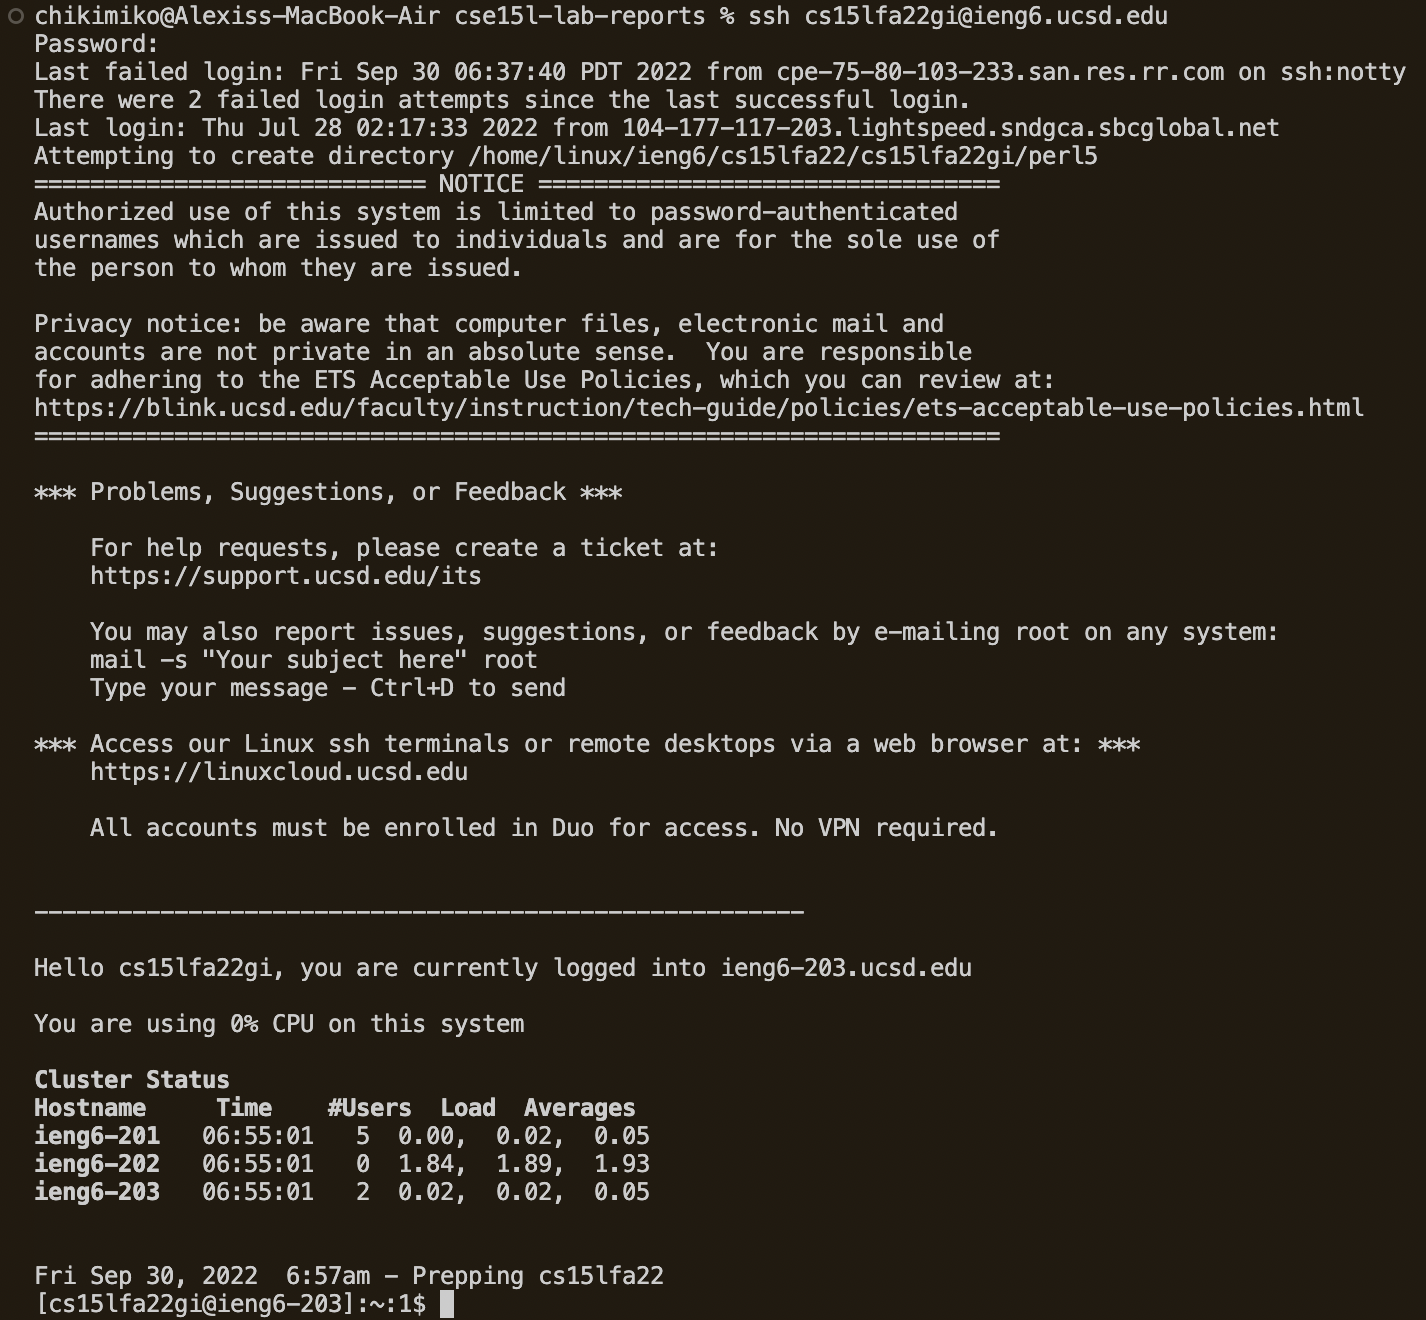 chikimiko@Alexiss-MacBook-Air cse15l-lab-reports % ssh cs15lfa22gi@ieng6.ucsd.edu
Password:
Last failed login: Fri Sep 30 06:37:40 PDT 2022 from cpe-75-80-103-233.san.res.rr.com on ssh:notty
There were 2 failed login attempts since the last successful login.
Last login: Thu Jul 28 02:17:33 2022 from 104-177-117-203.lightspeed.sndgca.sbcglobal.net
Attempting to create directory /home/linux/ieng6/cs15lfa22/cs15lfa22gi/perl5
============================ NOTICE =================================
Authorized use of this system is limited to password-authenticated
usernames which are issued to individuals and are for the sole use of
the person to whom they are issued.

Privacy notice: be aware that computer files, electronic mail and
accounts are not private in an absolute sense.  You are responsible
for adhering to the ETS Acceptable Use Policies, which you can review at:
https://blink.ucsd.edu/faculty/instruction/tech-guide/policies/ets-acceptable-use-policies.html
=====================================================================

*** Problems, Suggestions, or Feedback ***

    For help requests, please create a ticket at:
    https://support.ucsd.edu/its

    You may also report issues, suggestions, or feedback by e-mailing root on any system:
    mail -s "Your subject here" root
    Type your message - Ctrl+D to send

*** Access our Linux ssh terminals or remote desktops via a web browser at: ***
    https://linuxcloud.ucsd.edu

    All accounts must be enrolled in Duo for access. No VPN required.


-------------------------------------------------------

Hello cs15lfa22gi, you are currently logged into ieng6-203.ucsd.edu

You are using 0% CPU on this system

Cluster Status
Hostname     Time    #Users  Load  Averages
ieng6-201   06:55:01   5  0.00,  0.02,  0.05
ieng6-202   06:55:01   0  1.84,  1.89,  1.93
ieng6-203   06:55:01   2  0.02,  0.02,  0.05


Fri Sep 30, 2022  6:57am - Prepping cs15lfa22
[cs15lfa22gi@ieng6-203]:~:1$